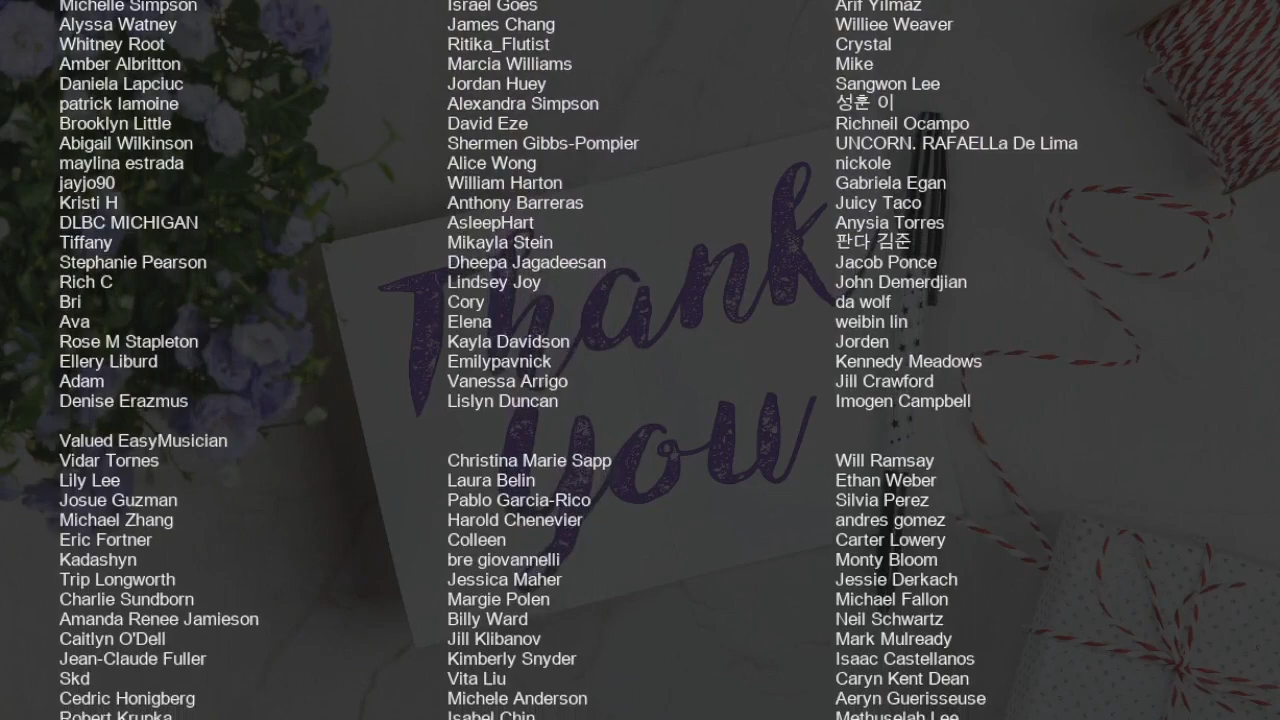 Michelle Simpson
Alyssa Watney
Whitney Root
Amber Albritton
Daniela Lapciuc
patrick lamoine
Brooklyn Little
Abigail Wilkinson
maylina estrada
jayjo90
Kristi H
DLBC MICHIGAN
Tiffany
Stephanie Pearson
Rich C
Bri
Ava
Rose M Stapleton
Ellery Liburd
Adam
Denise Erazmus
Israel Goes
James Chang
Ritika_Flutist
Marcia Williams
Jordan Huey
Alexandra Simpson
David Eze
Shermen Gibbs-Pompier
Alice Wong
William Harton
Anthony Barreras
AsleepHart
Mikayla Stein
Dheepa Jagadeesan
Lindsey Joy
Cory
Elena
Kayla Davidson
Emilypavnick
Vanessa Arrigo
Lislyn Duncan
Arif Yilmaz
Williee Weaver
Crystal
Mike
Sangwon Lee
성훈 이
Richneil Ocampo
UNCORN. RAFAELLa De Lima
nickole
Gabriela Egan
Juicy Taco
Anysia Torres
판다 김준
Jacob Ponce
John Demerdjian
da wolf
weibin lin
Jorden
Kennedy Meadows
Jill Crawford
Imogen Campbell
Valued EasyMusician
Vidar Tornes
Lily Lee
Josue Guzman
Michael Zhang
Eric Fortner
Kadashyn
Trip Longworth
Charlie Sundborn
Amanda Renee Jamieson
Caitlyn O'Dell
Jean-Claude Fuller
Skd
Cedric Honigberg
Robert Krupka
Christina Marie Sapp
Laura Belin
Pablo Garcia-Rico
Harold Chenevier
Colleen
bre giovannelli
Jessica Maher
Margie Polen
Billy Ward
Jill Klibanov
Kimberly Snyder
Vita Liu
Michele Anderson
Isabel Chin
Will Ramsay
Ethan Weber
Silvia Perez
andres gomez
Carter Lowery
Monty Bloom
Jessie Derkach
Michael Fallon
Neil Schwartz
Mark Mulready
Isaac Castellanos
Caryn Kent Dean
Aeryn Guerisseuse
Methuselah Lee
Thank
you